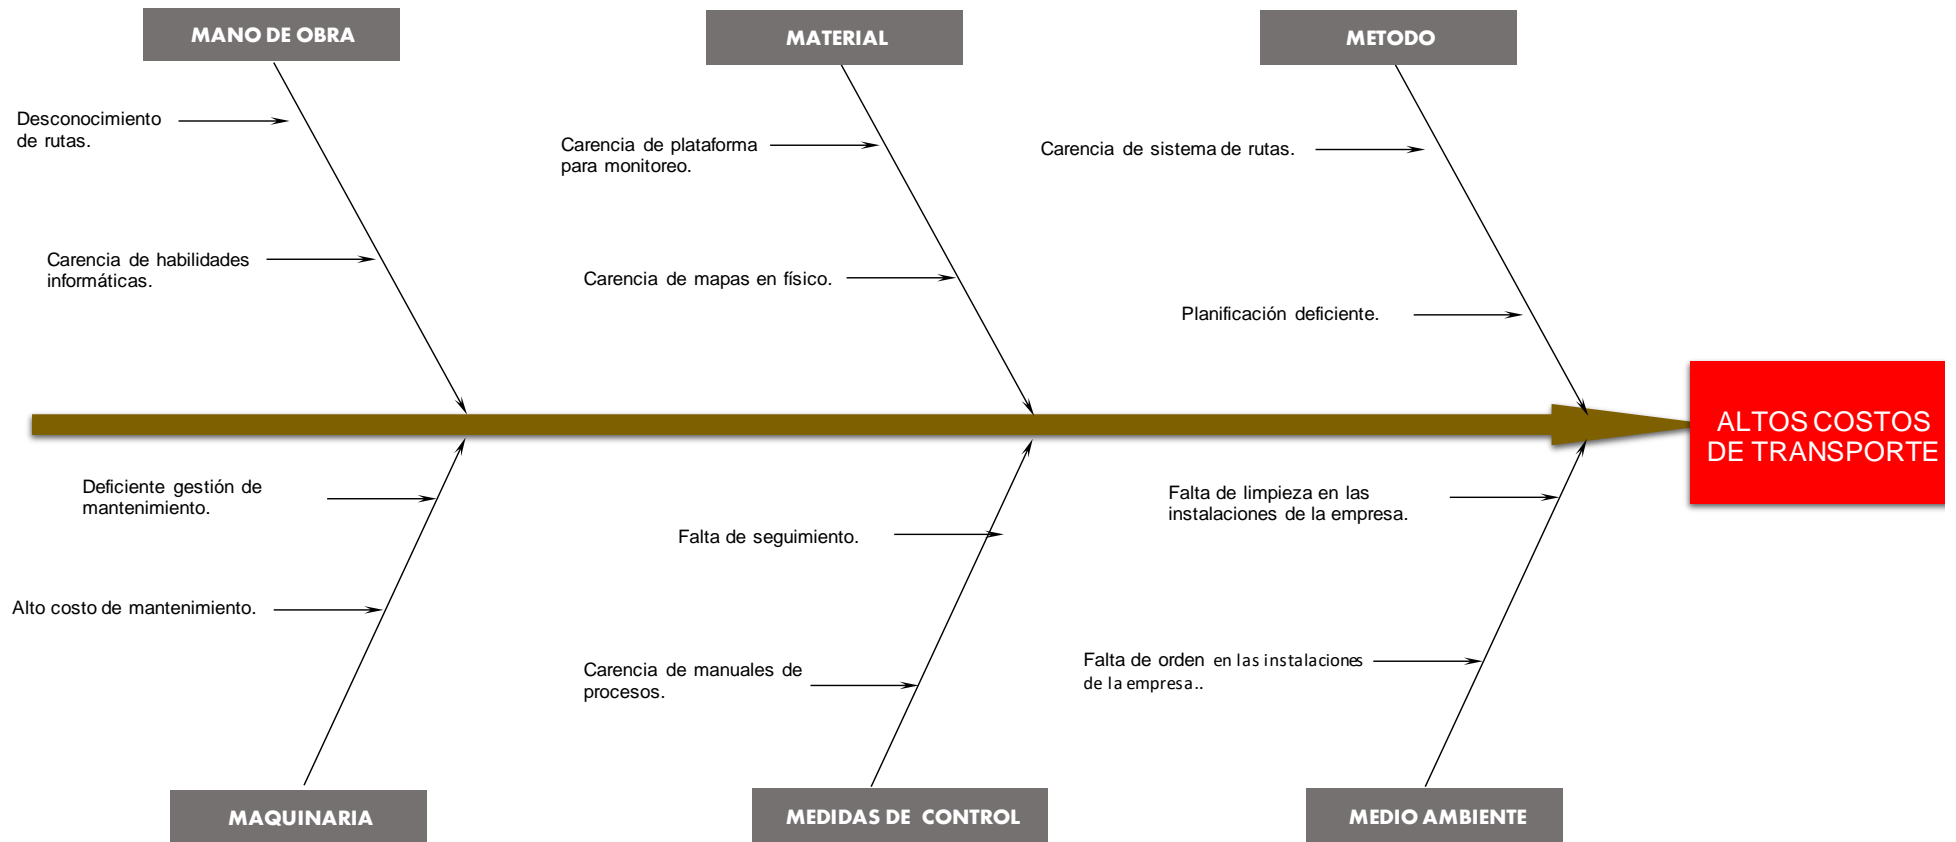 MANO DE OBRA
MATERIAL
METODO
Desconocimiento
de rutas.
Carencia de plataforma
para monitoreo.
Carencia de sistema de rutas.
Carencia de habilidades
informáticas.
Carencia de mapas en físico.
Planificación deficiente.
ALTOS COSTOS
DE TRANSPORTE
Deficiente gestión de
mantenimiento.
Falta de seguimiento.
Falta de limpieza en las
instalaciones de la empresa.
Alto costo de mantenimiento.
Carencia de manuales de
procesos.
Falta de orden en las instalaciones
de la empresa..
MAQUINARIA
MEDIDAS DE CONTROL
MEDIO AMBIENTE